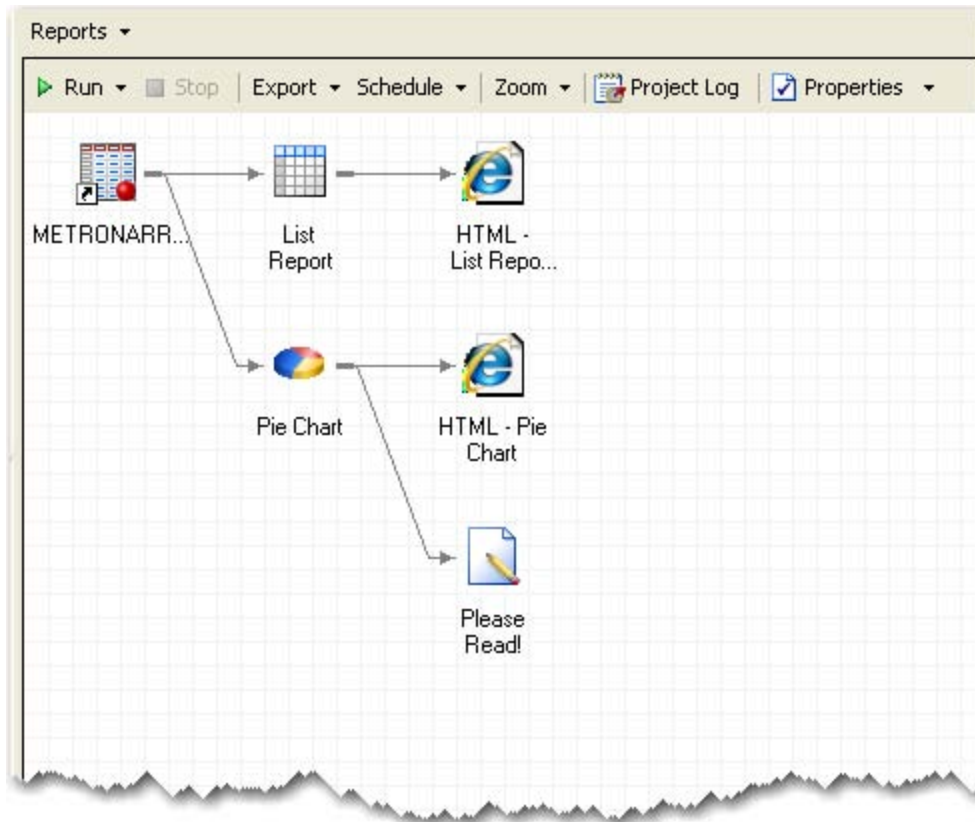 Reports
Run Stop Export Schedule Zoom Project Log Properties
METRONARR...
List
Report
HTML -
List Repo...
Pie Chart
HTML - Pie
Chart
Please
Read!